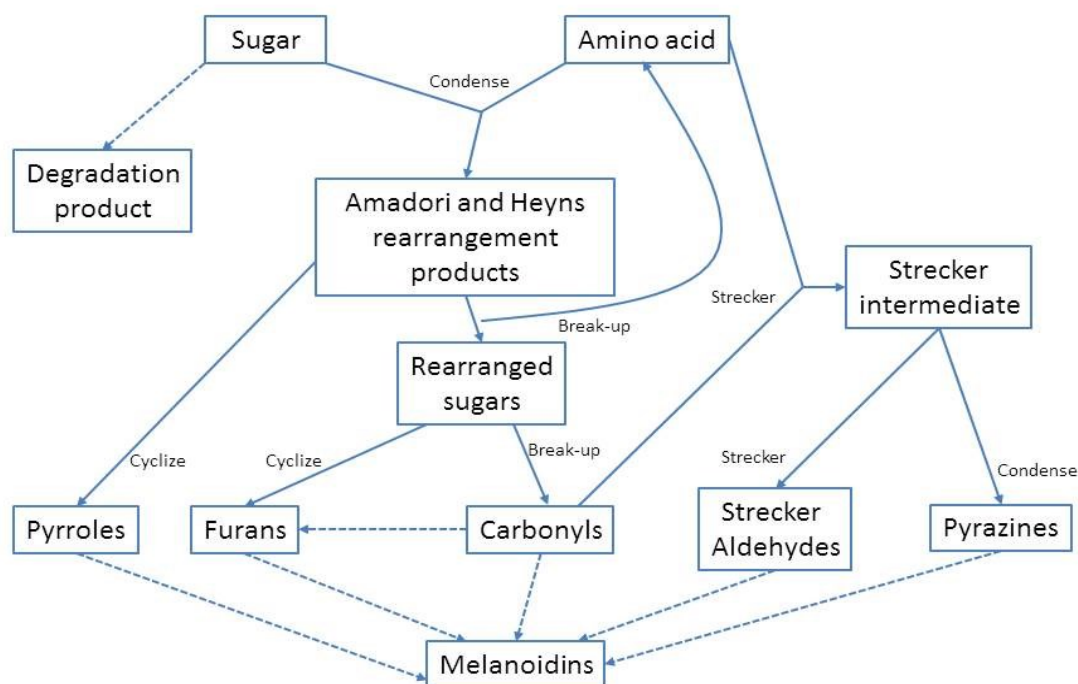 Sugar
Amino acid
Condense
Degradation
product
Amadori and Heyns
rearrangement
products
Strecker
intermediate
Strecker
Break-up
Rearranged
sugars
Cyclize
Cyclize
Break-up
Strecker
Condense
Pyrroles
Furans
Carbonyls
Strecker
Aldehydes
Pyrazines
Melanoidins